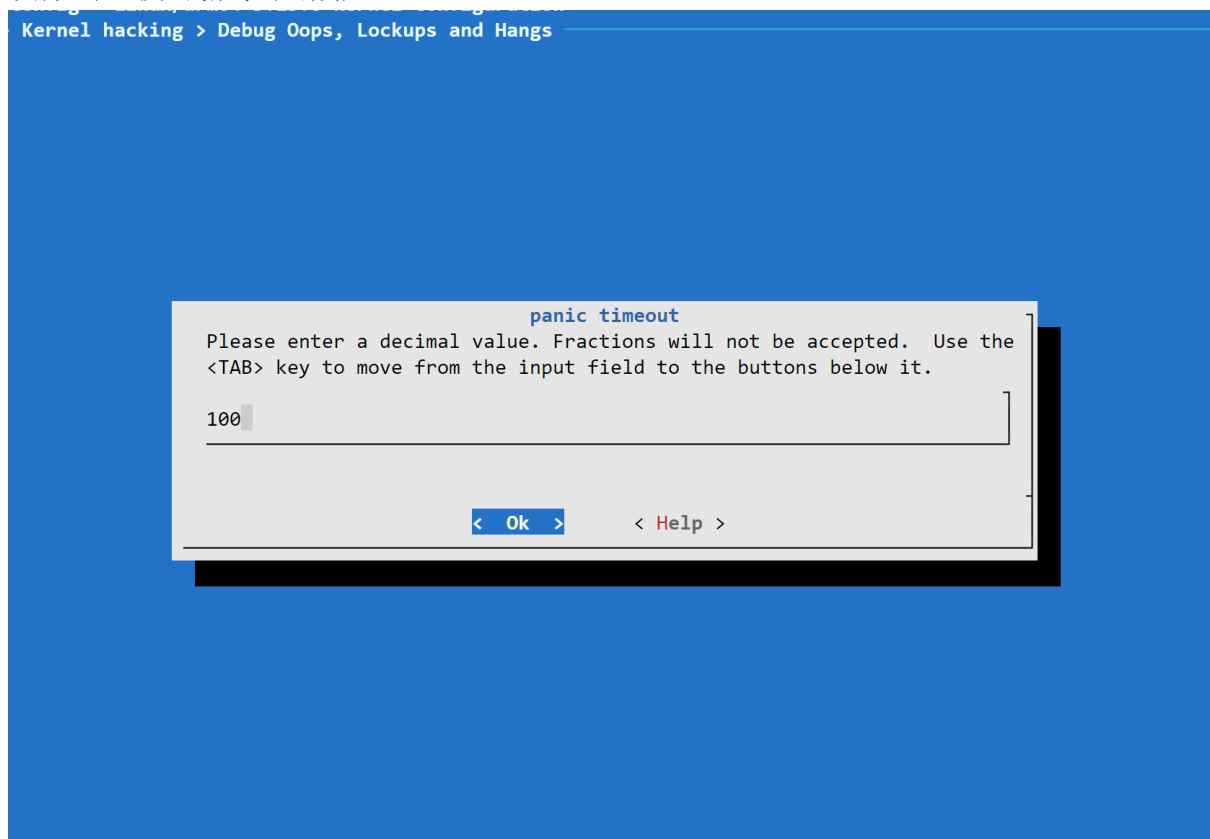 Kernel hacking > Debug Oops, Lockups and Hangs
panic timeout
Please enter a decimal value. Fractions will not be accepted.  Use the
<TAB> key to move from the input field to the buttons below it.
100
<  Ok  >      < Help >